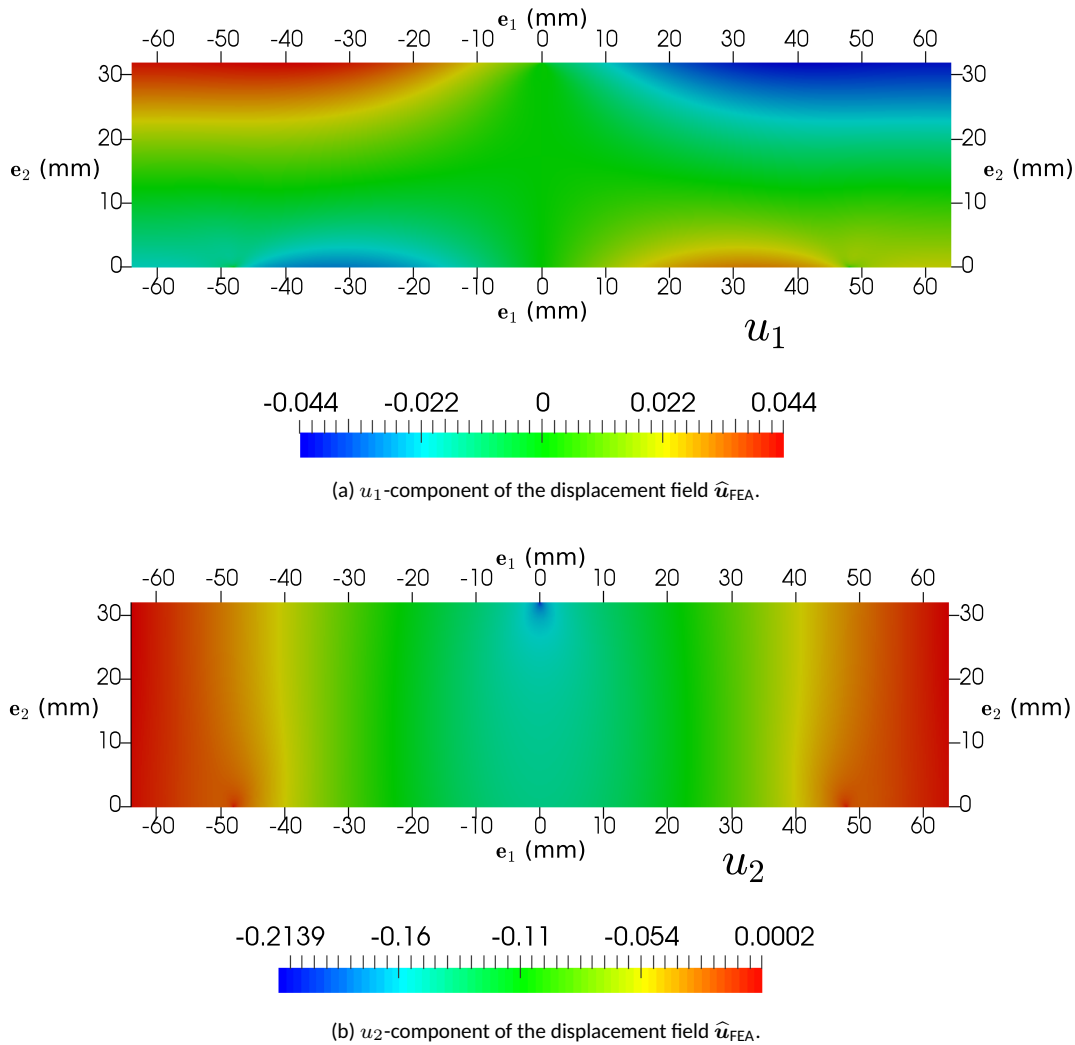 e₁ (mm)
-60 -50 -40 -30 -20 -10 0 10 20 30 40 50 60
30 30
20 20
e₂ (mm) e₂ (mm)
10 10
0 0
-60 -50 -40 -30 -20 -10 0 10 20 30 40 50 60
e₁ (mm)
u₁
-0.044 -0.022 0 0.022 0.044
(a) u₁-component of the displacement field û_FEA.
e₁ (mm)
-60 -50 -40 -30 -20 -10 0 10 20 30 40 50 60
30 30
20 20
e₂ (mm) e₂ (mm)
10 10
0 0
-60 -50 -40 -30 -20 -10 0 10 20 30 40 50 60
e₁ (mm)
u₂
-0.2139 -0.16 -0.11 -0.054 0.0002
(b) u₂-component of the displacement field û_FEA.